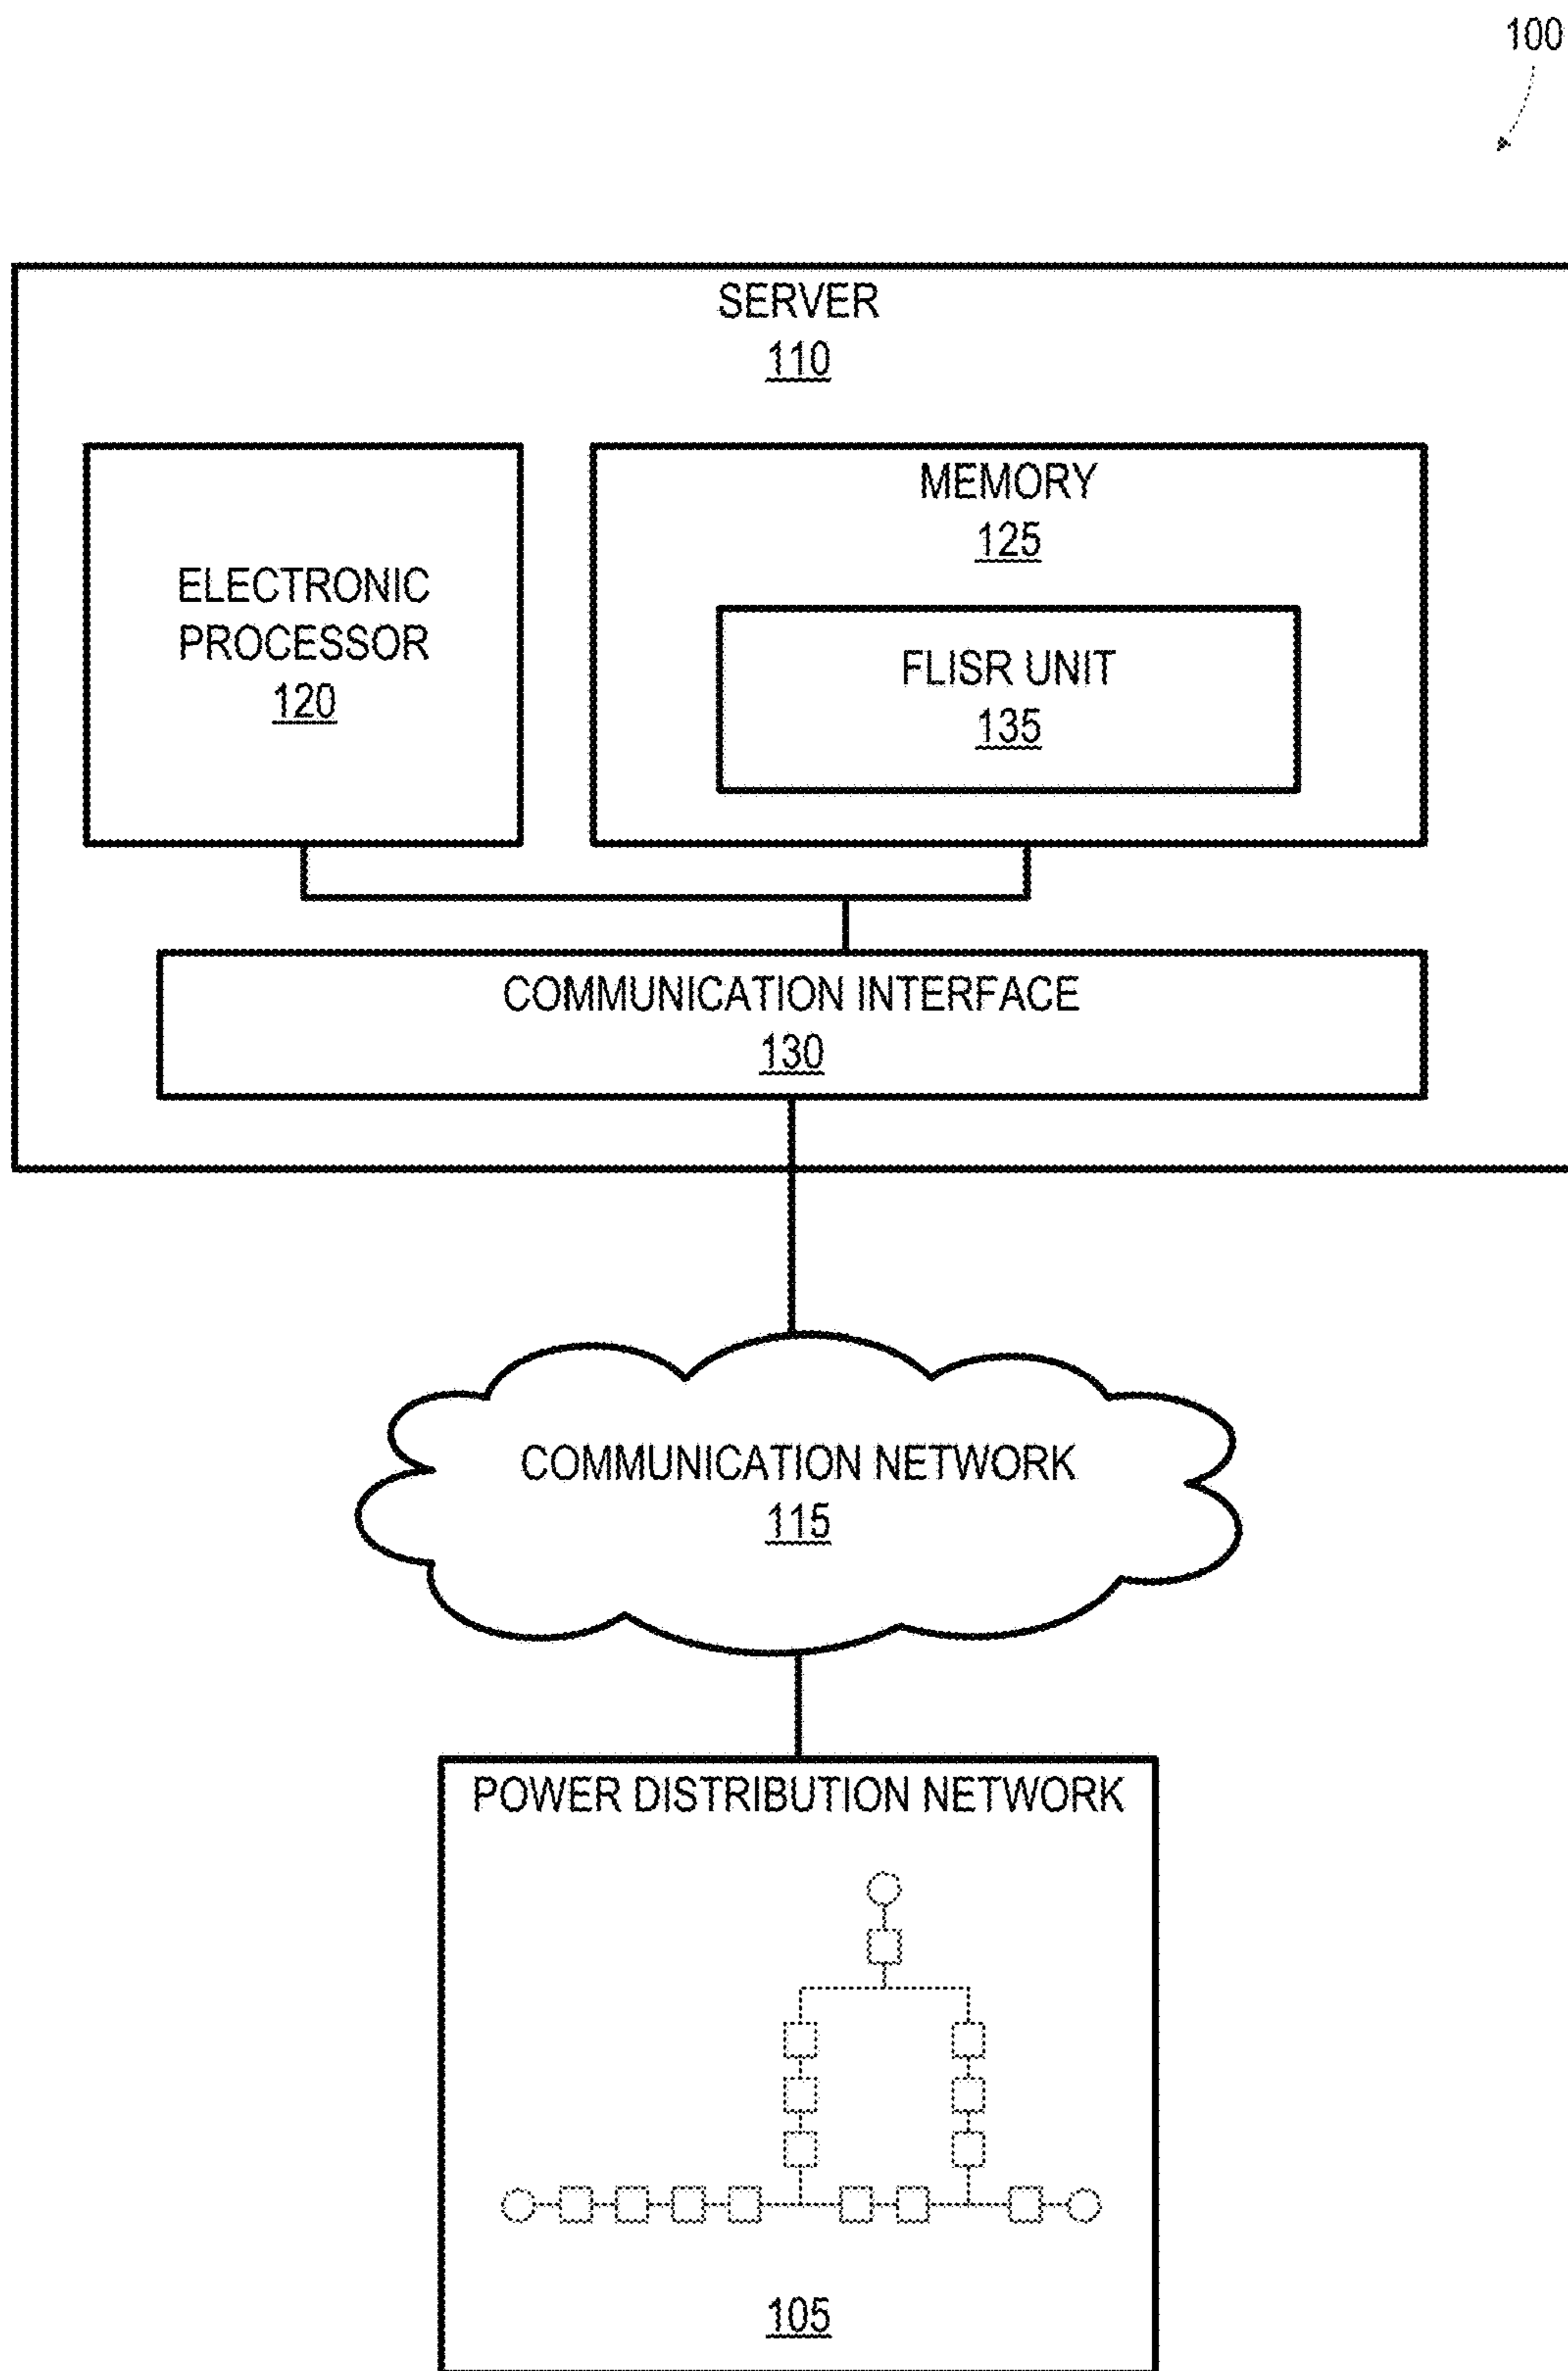 100
SERVER
110
ELECTRONIC
PROCESSOR
120
MEMORY
125
FLISR UNIT
135
COMMUNICATION INTERFACE
130
COMMUNICATION NETWORK
115
POWER DISTRIBUTION NETWORK
105